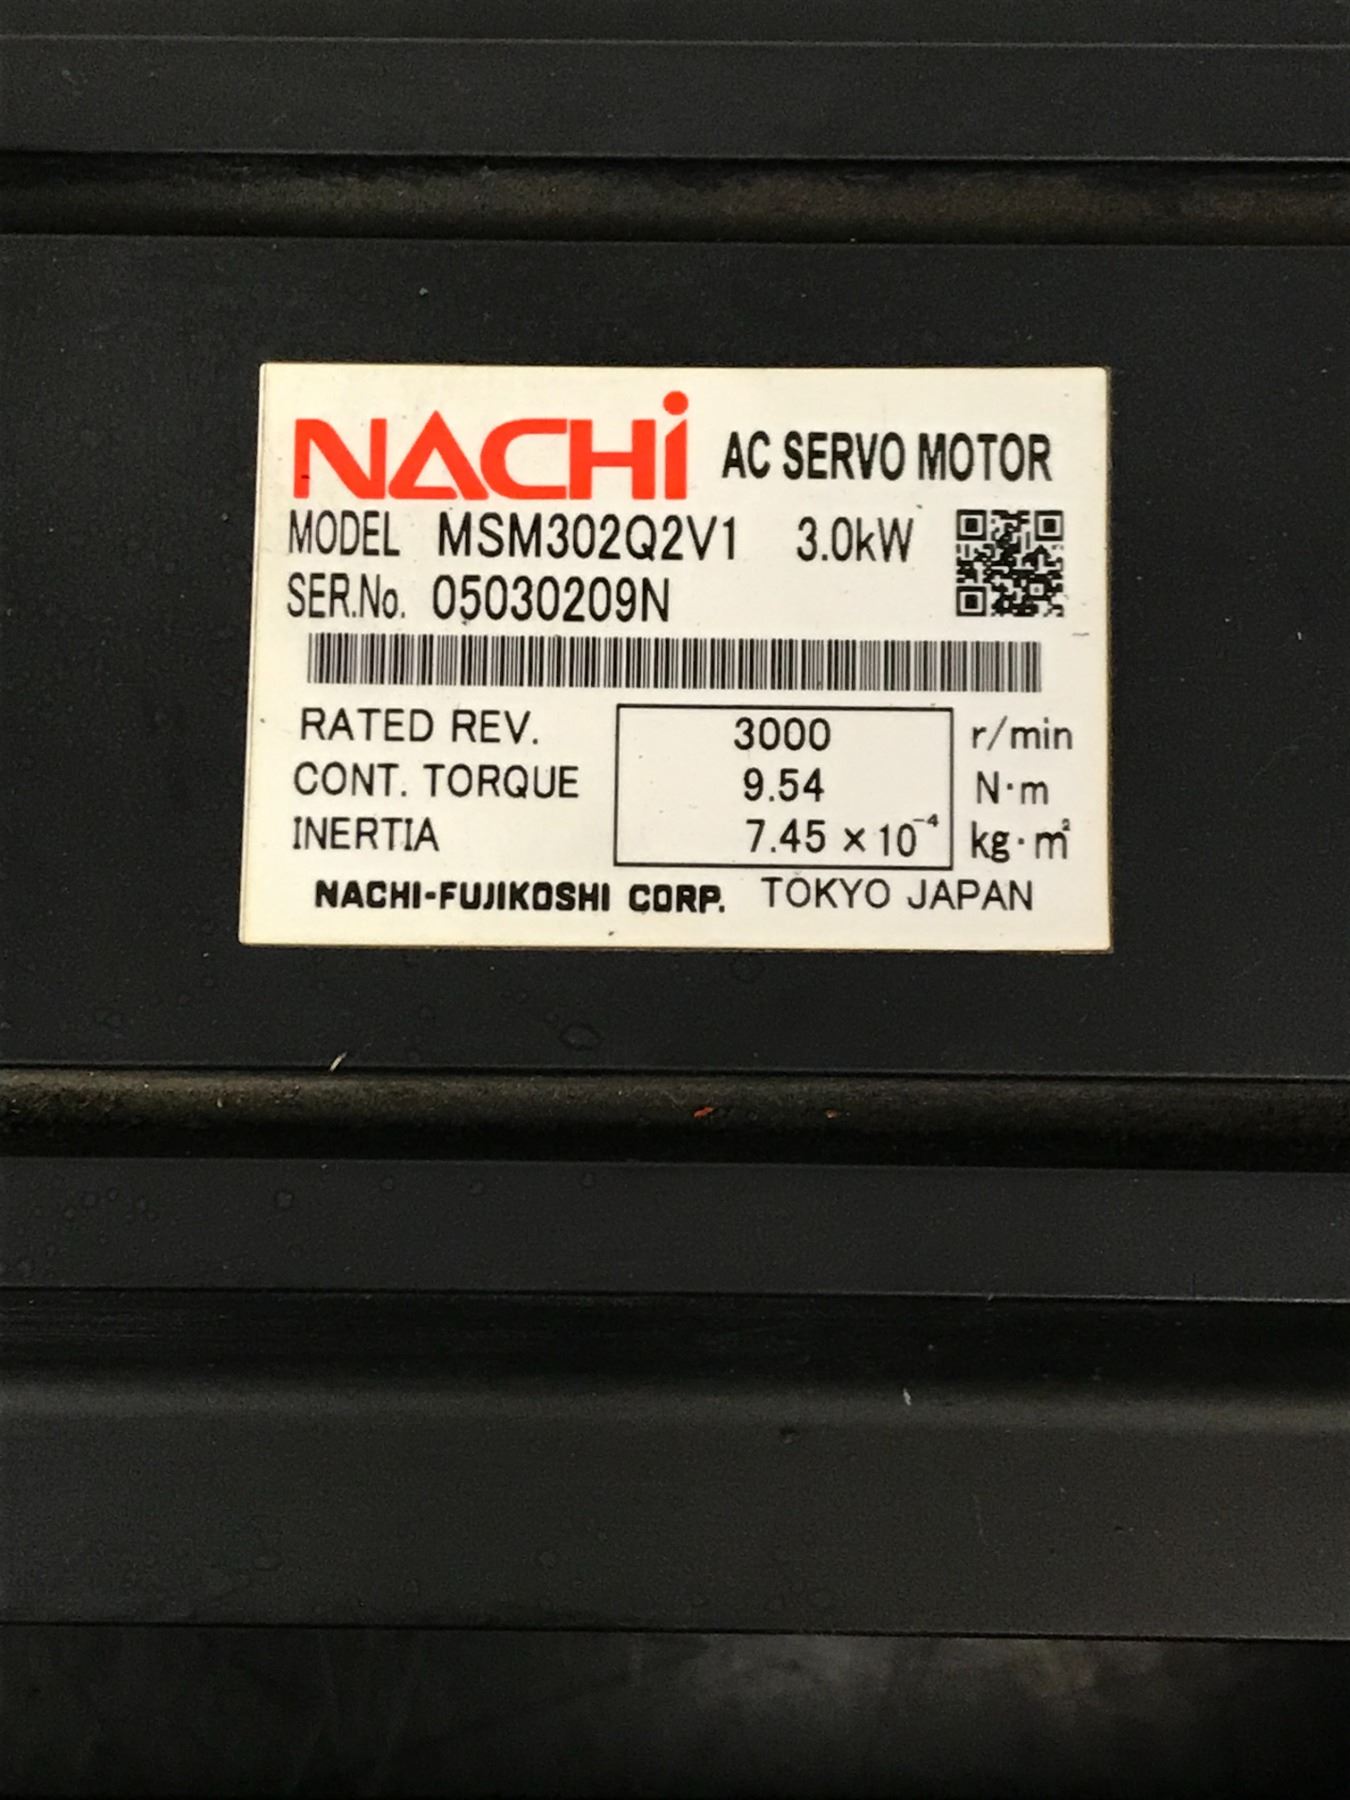 NACHi AC SERVO MOTOR
MODEL MSM302Q2V1 3.0kW
SER.No. 05030209N
RATED REV. 3000 r/min
CONT. TORQUE 9.54 N·m
INERTIA 7.45 × 10⁻⁴ kg·m²
NACHI-FUJIKOSHI CORP. TOKYO JAPAN